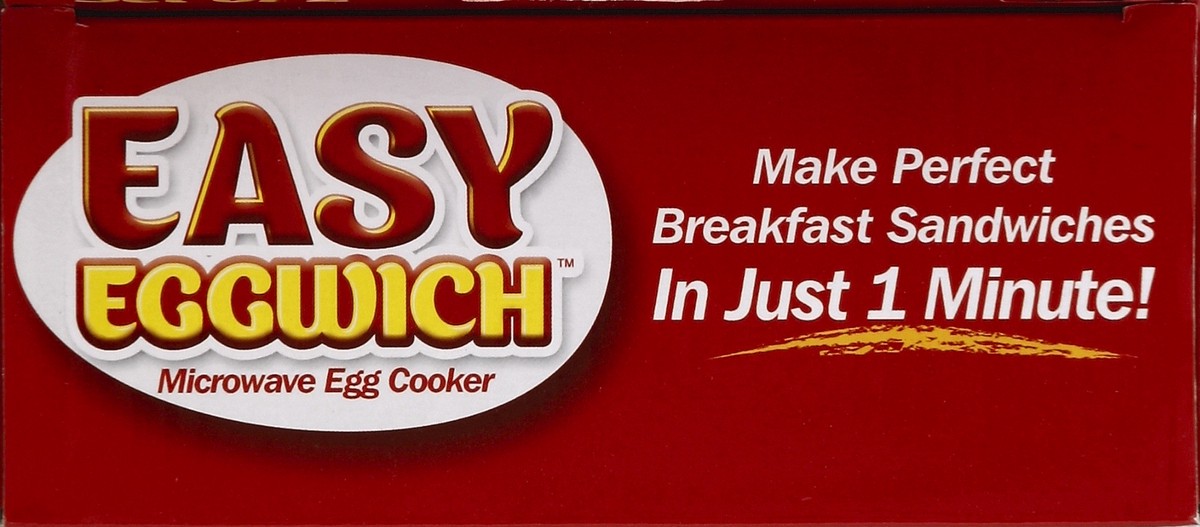 EASY
EGGWICH™
Microwave Egg Cooker
Make Perfect
Breakfast Sandwiches
In Just 1 Minute!